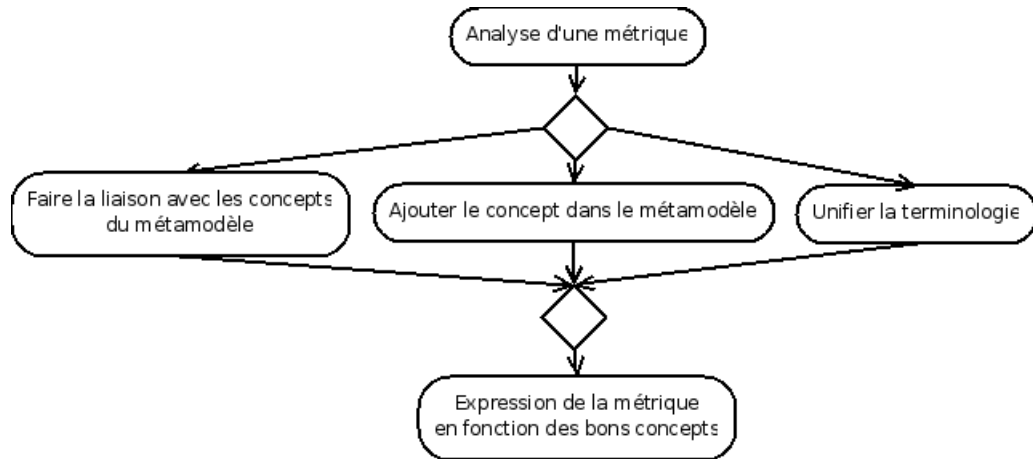 Analyse d'une métrique
Faire la liaison avec les concepts
du métamodèle
Ajouter le concept dans le métamodèle
Unifier la terminologie
Expression de la métrique
en fonction des bons concepts